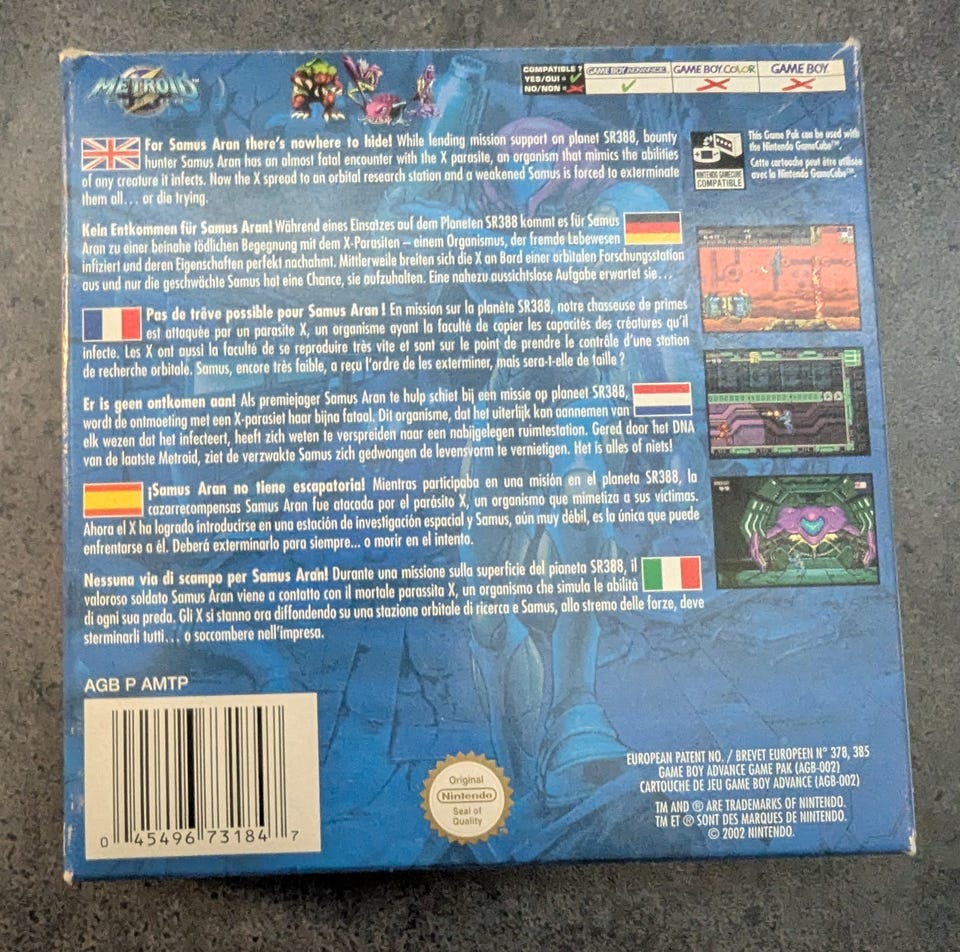 METROID™
COMPATIBLE ?
YES/OUI =
NO/NON =
GAME BOY ADVANCE
GAME BOY COLOR
GAME BOY
For Samus Aran there's nowhere to hide! While lending mission support on planet SR388, bounty
hunter Samus Aran has an almost fatal encounter with the X parasite, an organism that mimics the abilities
of any creature it infects. Now the X spread to an orbital research station and a weakened Samus is forced to exterminate
them all... or die trying.
NINTENDO GAMECUBE
COMPATIBLE
This Game Pak can be used with
the Nintendo GameCube™.
Cette cartouche peut être utilisée
avec la Nintendo GameCube™.
Kein Entkommen für Samus Aran! Während eines Einsatzes auf dem Planeten SR388 kommt es für Samus
Aran zu einer beinahe tödlichen Begegnung mit dem X-Parasiten – einem Organismus, der fremde Lebewesen
infiziert und deren Eigenschaften perfekt nachahmt. Mittlerweile breiten sich die X an Bord einer orbitalen Forschungsstation
aus und nur die geschwächte Samus hat eine Chance, sie aufzuhalten. Eine nahezu aussichtslose Aufgabe erwartet sie...
Pas de trêve possible pour Samus Aran ! En mission sur la planète SR388, notre chasseuse de primes
est attaquée par un parasite X, un organisme ayant la faculté de copier les capacités des créatures qu'il
infecte. Les X ont aussi la faculté de se reproduire très vite et sont sur le point de prendre le contrôle d'une station
de recherche orbitale. Samus, encore très faible, a reçu l'ordre de les exterminer, mais sera-t-elle de taille ?
Er is geen ontkomen aan! Als premiejager Samus Aran te hulp schiet bij een missie op planeet SR388,
wordt de ontmoeting met een X-parasiet haar bijna fataal. Dit organisme, dat het uiterlijk kan aannemen van
elk wezen dat het infecteert, heeft zich weten te verspreiden naar een nabijgelegen ruimtestation. Gered door het DNA
van de laatste Metroid, ziet de verzwakte Samus zich gedwongen de levensvorm te vernietigen. Het is alles of niets!
¡Samus Aran no tiene escapatoria! Mientras participaba en una misión en el planeta SR388, la
cazarrecompensas Samus Aran fue atacada por el parásito X, un organismo que mimetiza a sus víctimas.
Ahora el X ha logrado introducirse en una estación de investigación espacial y Samus, aún muy débil, es la única que puede
enfrentarse a él. Deberá exterminarlo para siempre... o morir en el intento.
Nessuna via di scampo per Samus Aran! Durante una missione sulla superficie del pianeta SR388, il
valoroso soldato Samus Aran viene a contatto con il mortale parassita X, un organismo che simula le abilità
di ogni sua preda. Gli X si stanno ora diffondendo su una stazione orbitale di ricerca e Samus, allo stremo delle forze, deve
sterminarli tutti... o soccombere nell'impresa.
AGB P AMTP
0 45496 73184 7
Original
Nintendo
Seal of
Quality
EUROPEAN PATENT NO. / BREVET EUROPEEN N° 378, 385
GAME BOY ADVANCE GAME PAK (AGB-002)
CARTOUCHE DE JEU GAME BOY ADVANCE (AGB-002)
TM AND ® ARE TRADEMARKS OF NINTENDO.
TM ET ® SONT DES MARQUES DE NINTENDO.
© 2002 NINTENDO.